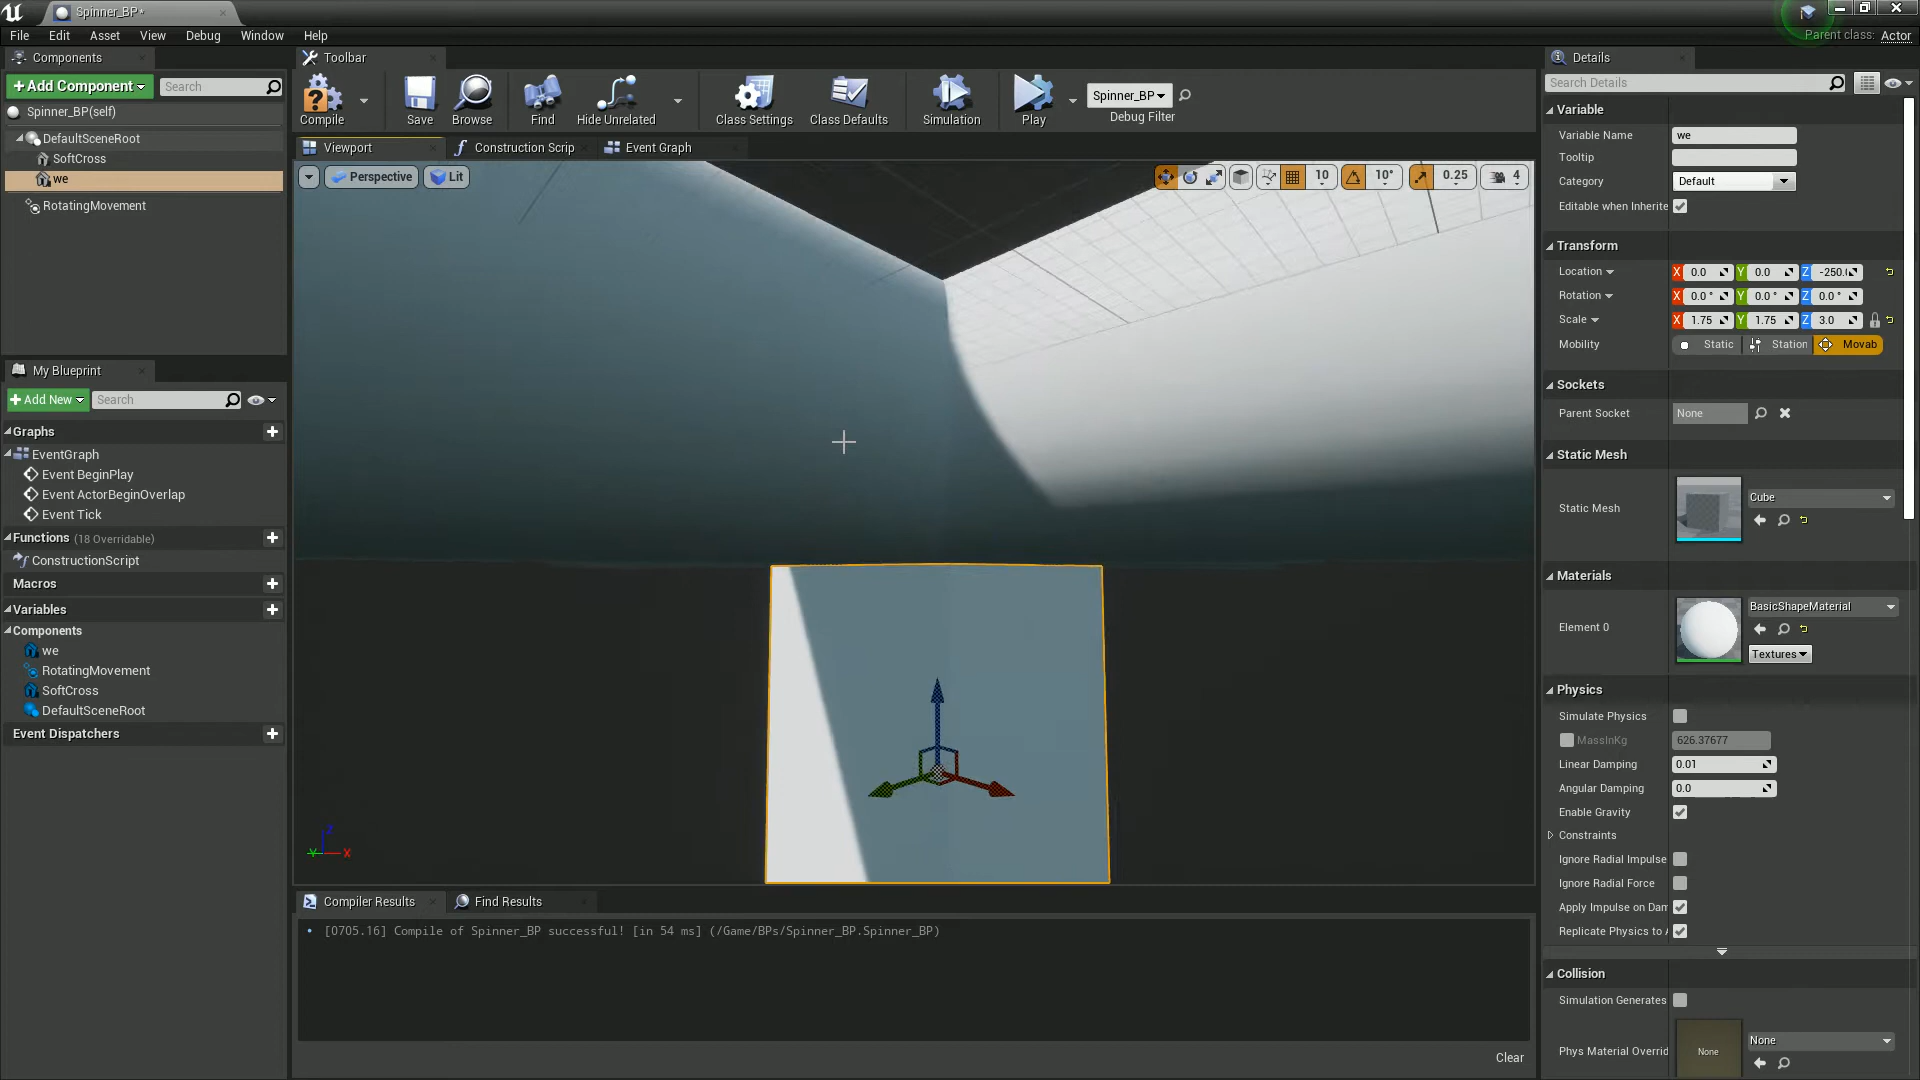 Spinner_BP*
File Edit Asset View Debug Window Help
Parent class: Actor
Components
+ Add Component
Search
Spinner_BP(self)
DefaultSceneRoot
SoftCross
we
RotatingMovement
My Blueprint
+ Add New
Search
Graphs
EventGraph
Event BeginPlay
Event ActorBeginOverlap
Event Tick
Functions (18 Overridable)
ConstructionScript
Macros
Variables
Components
we
RotatingMovement
SoftCross
DefaultSceneRoot
Event Dispatchers
Toolbar
Compile
Save
Browse
Find
Hide Unrelated
Class Settings
Class Defaults
Simulation
Play
Spinner_BP
Debug Filter
Viewport
Construction Scrip
Event Graph
Perspective
Lit
10
10°
0.25
4
Z
Y
X
Compiler Results
Find Results
[0705.16] Compile of Spinner_BP successful! [in 54 ms] (/Game/BPs/Spinner_BP.Spinner_BP)
Clear
Details
Search Details
Variable
Variable Name we
Tooltip
Category Default
Editable when Inherite
Transform
Location X 0.0 Y 0.0 Z -250.
Rotation X 0.0 ° Y 0.0 ° Z 0.0 °
Scale X 1.75 Y 1.75 Z 3.0
Mobility Static Station Movab
Sockets
Parent Socket None
Static Mesh
Static Mesh Cube
Materials
Element 0 BasicShapeMaterial
Textures
Physics
Simulate Physics
MassInKg 626.37677
Linear Damping 0.01
Angular Damping 0.0
Enable Gravity
Constraints
Ignore Radial Impulse
Ignore Radial Force
Apply Impulse on Dam
Replicate Physics to A
Collision
Simulation Generates
Phys Material Overrid None None